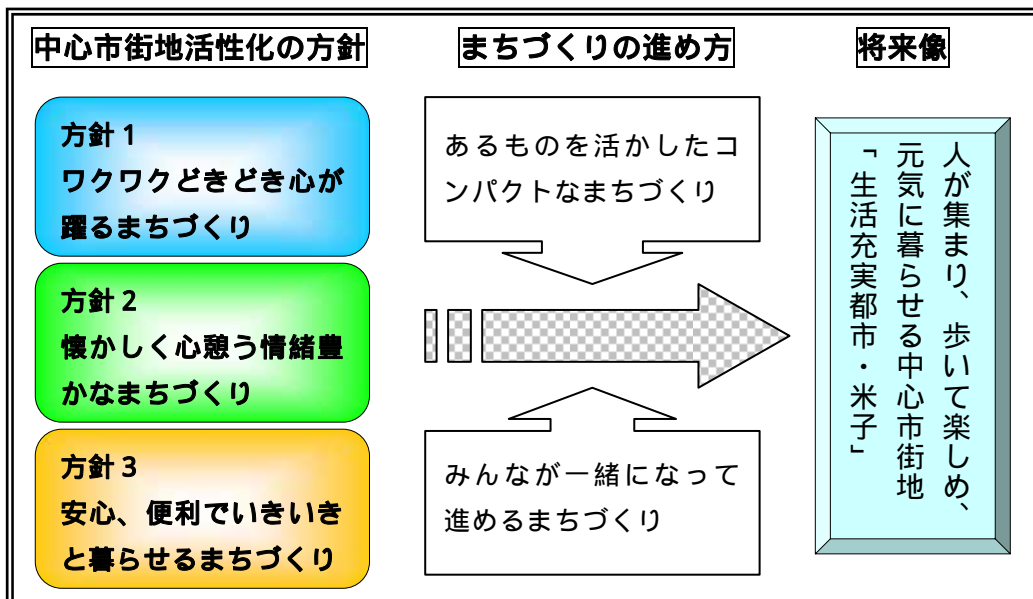 中心市街地活性化の方針
まちづくりの進め方
将来像
方針１
ワクワクどきどき心が
躍るまちづくり
方針２
懐かしく心憩う情緒豊
かなまちづくり
方針３
安心、便利でいきいき
と暮らせるまちづくり
あるものを活かしたコ
ンパクトなまちづくり
みんなが一緒になって
進めるまちづくり
人が集まり、歩いて楽しめ、
元気に暮らせる中心市街地
「生活充実都市・米子」